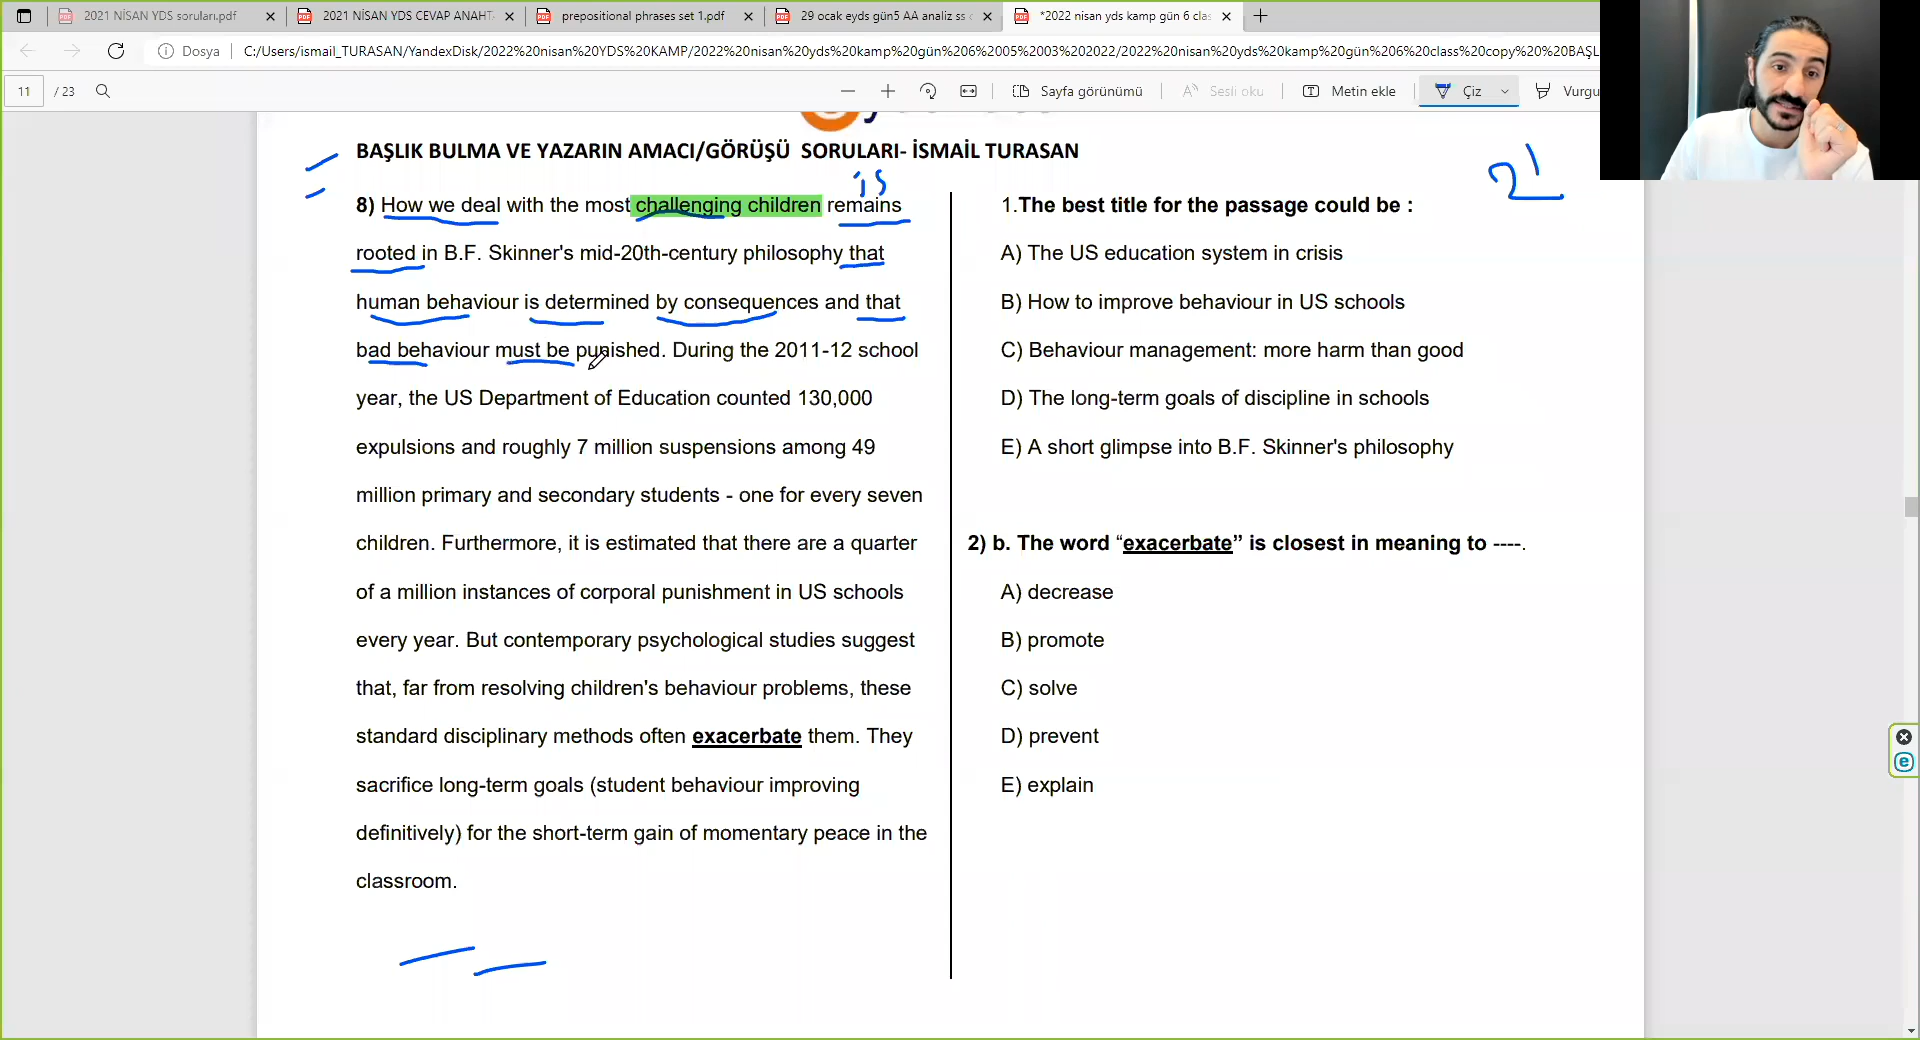 2021 NİSAN YDS soruları.pdf
2021 NİSAN YDS CEVAP ANAHT
prepositional phrases set 1.pdf
29 ocak eyds gün5 AA analiz ss c
*2022 nisan yds kamp gün 6 clas
Dosya
C:/Users/ismail_TURASAN/YandexDisk/2022%20nisan%20YDS%20KAMP/2022%20nisan%20yds%20kamp%20gün%206%2005%2003%202022/2022%20nisan%20yds%20kamp%20gün%206%20class%20copy%20%20BAŞL
11 / 23
Sayfa görünümü
Sesli oku
Metin ekle
Çiz
Vurgu
BAŞLIK BULMA VE YAZARIN AMACI/GÖRÜŞÜ SORULARI- İSMAİL TURASAN
is
21
8) How we deal with the most challenging children remains
rooted in B.F. Skinner's mid-20th-century philosophy that
human behaviour is determined by consequences and that
bad behaviour must be punished. During the 2011-12 school
year, the US Department of Education counted 130,000
expulsions and roughly 7 million suspensions among 49
million primary and secondary students - one for every seven
children. Furthermore, it is estimated that there are a quarter
of a million instances of corporal punishment in US schools
every year. But contemporary psychological studies suggest
that, far from resolving children's behaviour problems, these
standard disciplinary methods often exacerbate them. They
sacrifice long-term goals (student behaviour improving
definitively) for the short-term gain of momentary peace in the
classroom.
1.The best title for the passage could be :
A) The US education system in crisis
B) How to improve behaviour in US schools
C) Behaviour management: more harm than good
D) The long-term goals of discipline in schools
E) A short glimpse into B.F. Skinner's philosophy
2) b. The word “exacerbate” is closest in meaning to ----.
A) decrease
B) promote
C) solve
D) prevent
E) explain